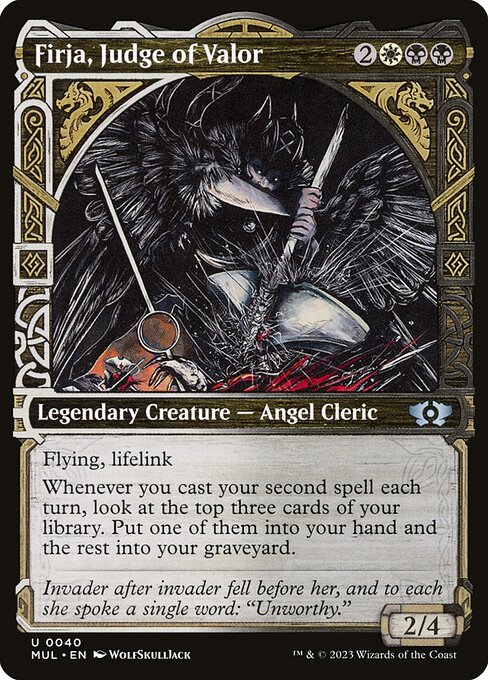 Firja, Judge of Valor 2
Legendary Creature — Angel Cleric
Flying, lifelink
Whenever you cast your second spell each
turn, look at the top three cards of your
library. Put one of them into your hand and
the rest into your graveyard.
Invader after invader fell before her, and to each
she spoke a single word: “Unworthy.”
2/4
U 0040
MUL • EN WolfSkullJack
™ & © 2023 Wizards of the Coast